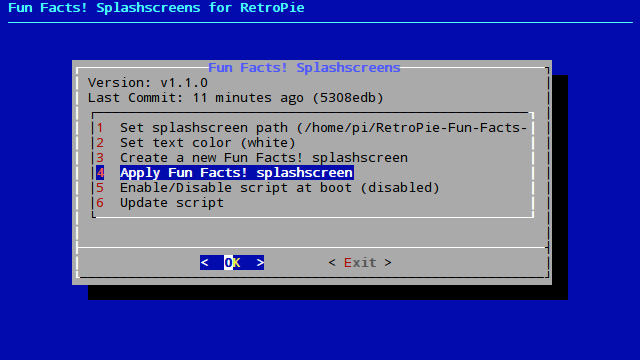 Fun Facts! Splashscreens for RetroPie
Fun Facts! Splashscreens
Version: v1.1.0
Last Commit: 11 minutes ago (5308edb)
1 Set splashscreen path (/home/pi/RetroPie-Fun-Facts-
2 Set text color (white)
3 Create a new Fun Facts! splashscreen
4 Apply Fun Facts! splashscreen
5 Enable/Disable script at boot (disabled)
6 Update script
< OK > < Exit >